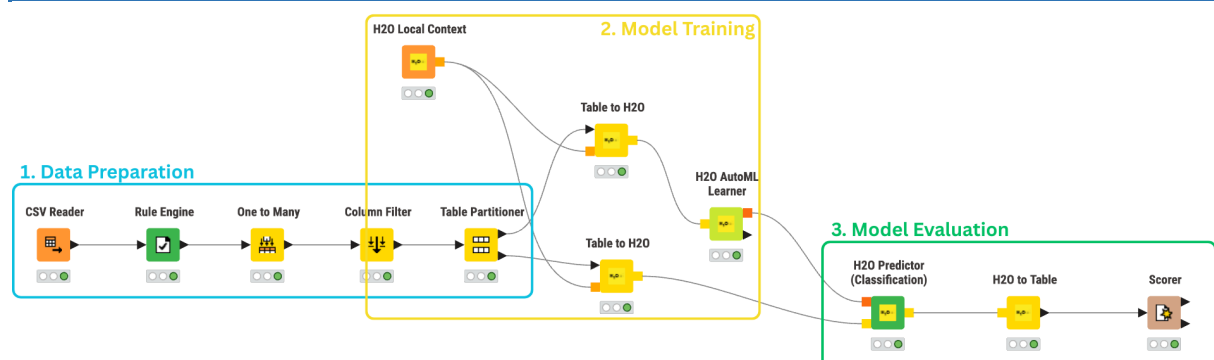 H2O Local Context
2. Model Training
Table to H2O
1. Data Preparation
H2O AutoML
Learner
CSV Reader
Rule Engine
One to Many
Column Filter
Table Partitioner
Table to H2O
3. Model Evaluation
H2O Predictor
(Classification)
H2O to Table
Scorer